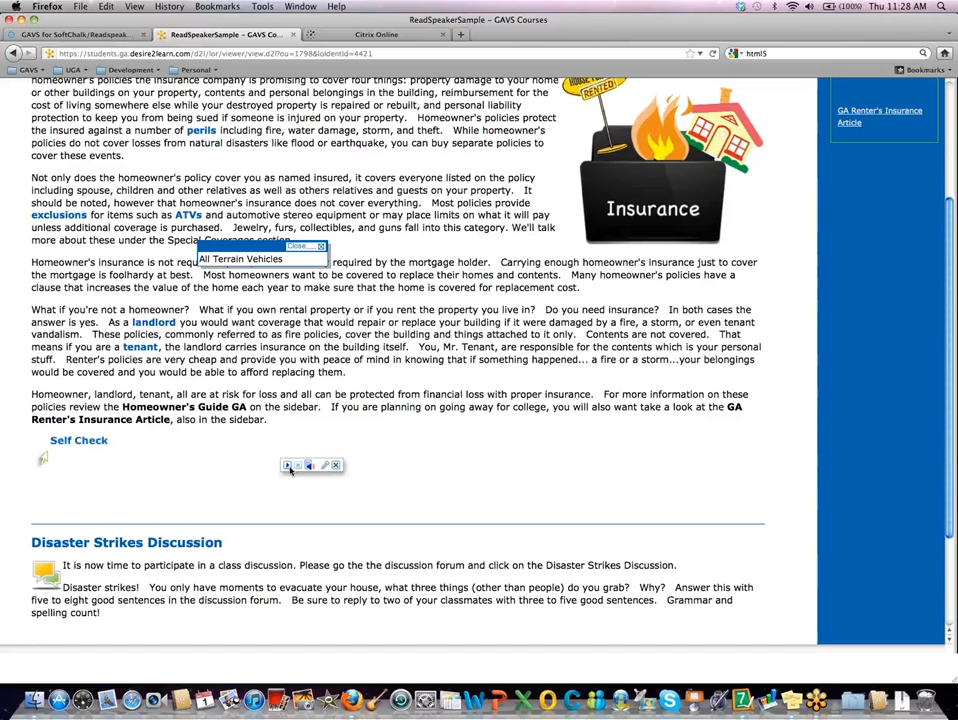 Firefox File Edit View History Bookmarks Tools Window Help (100%) Thu 11:28 AM
ReadSpeakerSample – GAVS Courses
GAVS for SoftChalk/Readspeak... ReadSpeakerSample – GAVS Co... Citrix Online
https://students.ga.desire2learn.com/d2l/lor/viewer/view.d2l?ou=1798&loIdentId=4421 html5
GAVS UGA Development Personal Bookmarks
homeowner's policies the insurance company is promising to cover four things: property damage to your home
or other buildings on your property, contents and personal belongings in the building, reimbursement for the
cost of living somewhere else while your destroyed property is repaired or rebuilt, and personal liability
protection to keep you from being sued if someone is injured on your property. Homeowner's policies protect
the insured against a number of perils including fire, water damage, storm, and theft. While homeowner's
policies do not cover losses from natural disasters like flood or earthquake, you can buy separate policies to
cover these events.
HOUSE
RENTED
Insurance
GA Renter's Insurance
Article
Not only does the homeowner's policy cover you as named insured, it covers everyone listed on the policy
including spouse, children and other relatives as well as others relatives and guests on your property. It
should be noted, however that homeowner's insurance does not cover everything. Most policies provide
exclusions for items such as ATVs and automotive stereo equipment or may place limits on what it will pay
unless additional coverage is purchased. Jewelry, furs, collectibles, and guns fall into this category. We'll talk
more about these under the Special Coverages section.
Close
All Terrain Vehicles
Homeowner's insurance is not required by the mortgage holder. Carrying enough homeowner's insurance just to cover
the mortgage is foolhardy at best. Most homeowners want to be covered to replace their homes and contents. Many homeowner's policies have a
clause that increases the value of the home each year to make sure that the home is covered for replacement cost.
What if you're not a homeowner? What if you own rental property or if you rent the property you live in? Do you need insurance? In both cases the
answer is yes. As a landlord you would want coverage that would repair or replace your building if it were damaged by a fire, a storm, or even tenant
vandalism. These policies, commonly referred to as fire policies, cover the building and things attached to it only. Contents are not covered. That
means if you are a tenant, the landlord carries insurance on the building itself. You, Mr. Tenant, are responsible for the contents which is your personal
stuff. Renter's policies are very cheap and provide you with peace of mind in knowing that if something happened... a fire or a storm...your belongings
would be covered and you would be able to afford replacing them.
Homeowner, landlord, tenant, all are at risk for loss and all can be protected from financial loss with proper insurance. For more information on these
policies review the Homeowner's Guide GA on the sidebar. If you are planning on going away for college, you will also want take a look at the GA
Renter's Insurance Article, also in the sidebar.
Self Check
Disaster Strikes Discussion
It is now time to participate in a class discussion. Please go the the discussion forum and click on the Disaster Strikes Discussion.
Disaster strikes! You only have moments to evacuate your house, what three things (other than people) do you grab? Why? Answer this with
five to eight good sentences in the discussion forum. Be sure to reply to two of your classmates with three to five good sentences. Grammar and
spelling count!